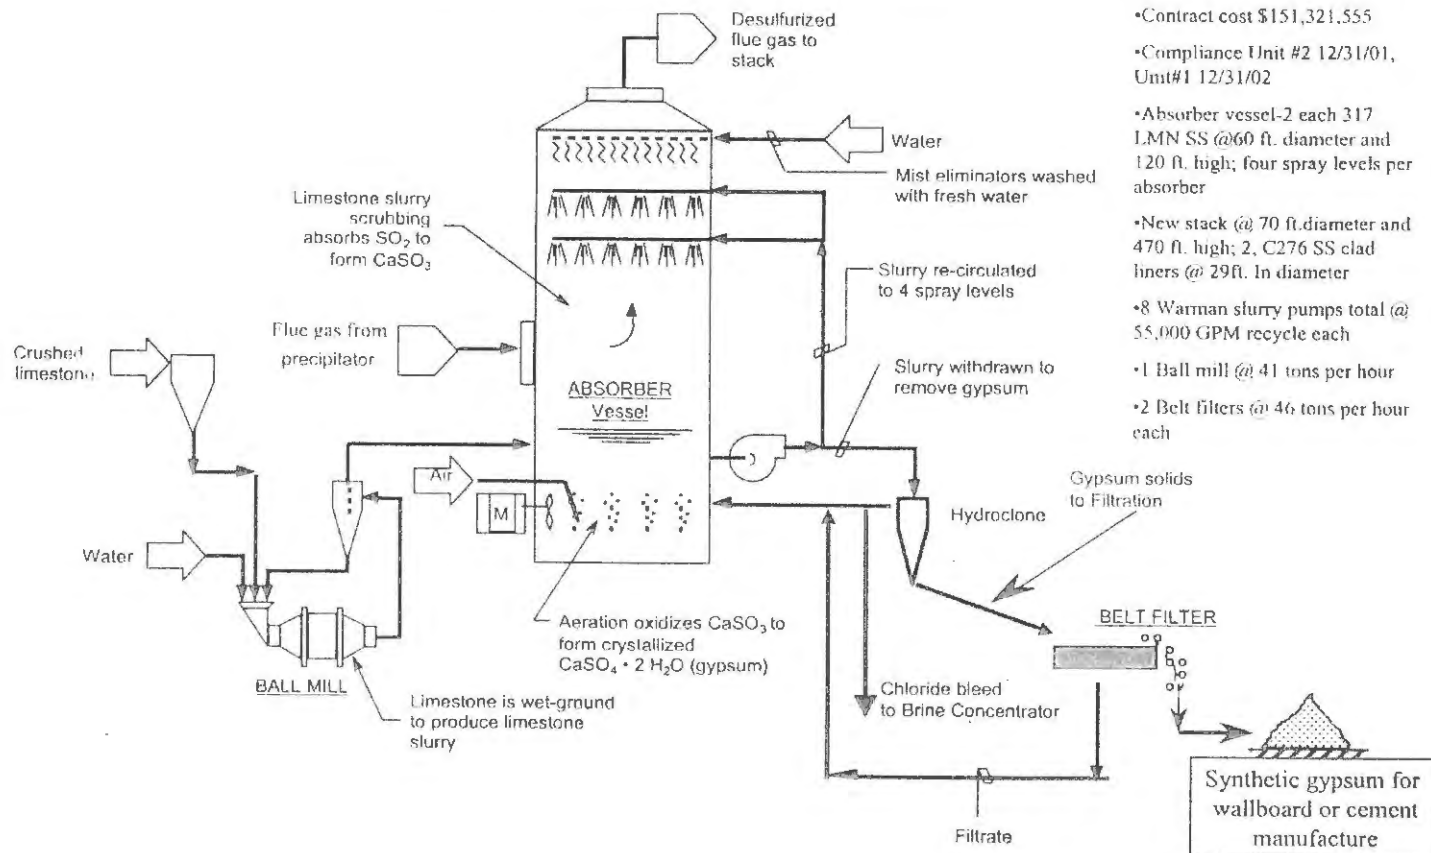 Desulfurized
flue gas to
stack
Water
Mist eliminators washed
with fresh water
Limestone slurry
scrubbing
absorbs SO2 to
form CaSO3
Slurry re-circulated
to 4 spray levels
Flue gas from
precipitator
Crushed
limestone
Slurry withdrawn to
remove gypsum
ABSORBER
Vessel
Air
M
Gypsum solids
to Filtration
Hydroclone
Water
Aeration oxidizes CaSO3 to
form crystallized
CaSO4 • 2 H2O (gypsum)
BELT FILTER
BALL MILL
Limestone is wet-ground
to produce limestone
slurry
Chloride bleed
to Brine Concentrator
Filtrate
Synthetic gypsum for
wallboard or cement
manufacture
•Contract cost $151,321,555
•Compliance Unit #2 12/31/01,
Unit#1 12/31/02
•Absorber vessel-2 each 317
LMN SS @60 ft. diameter and
120 ft. high; four spray levels per
absorber
•New stack @ 70 ft.diameter and
470 ft. high; 2, C276 SS clad
liners @ 29ft. In diameter
•8 Warman slurry pumps total @
55,000 GPM recycle each
•1 Ball mill @ 41 tons per hour
•2 Belt filters @ 46 tons per hour
each